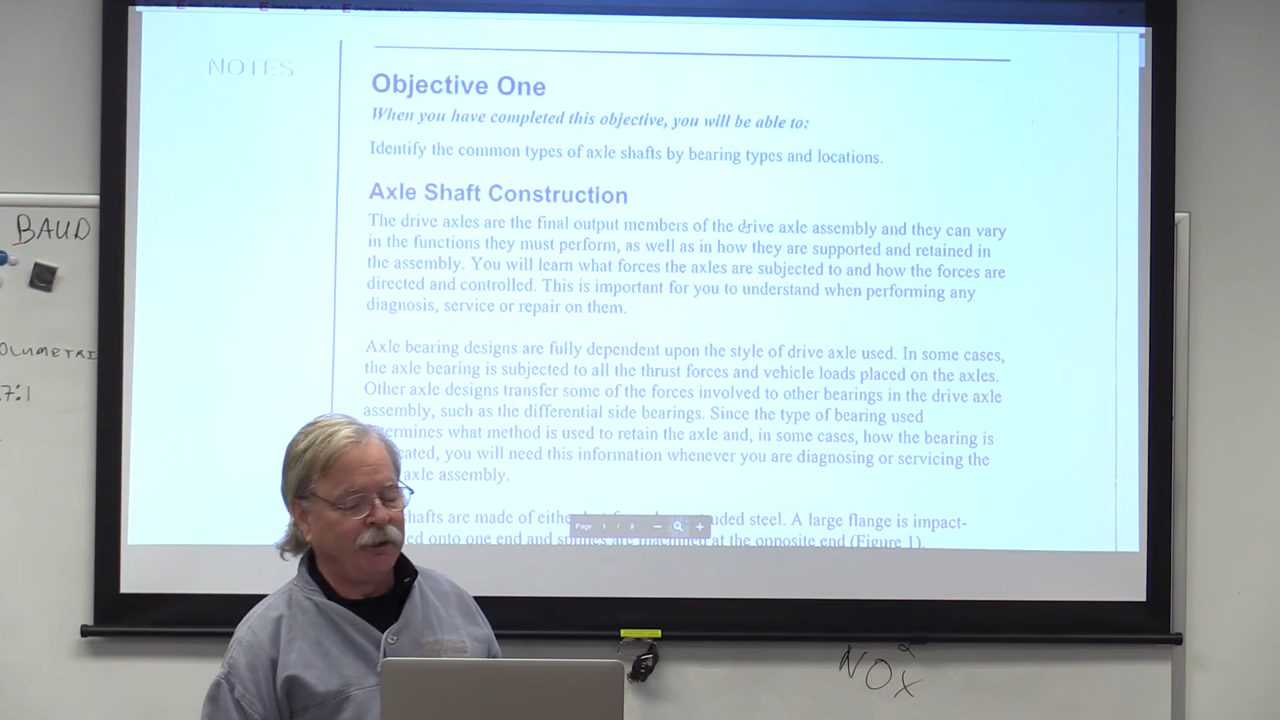 NOTES
Objective One
When you have completed this objective, you will be able to:
Identify the common types of axle shafts by bearing types and locations.
Axle Shaft Construction
The drive axles are the final output members of the drive axle assembly and they can vary
in the functions they must perform, as well as in how they are supported and retained in
the assembly. You will learn what forces the axles are subjected to and how the forces are
directed and controlled. This is important for you to understand when performing any
diagnosis, service or repair on them.
Axle bearing designs are fully dependent upon the style of drive axle used. In some cases,
the axle bearing is subjected to all the thrust forces and vehicle loads placed on the axles.
Other axle designs transfer some of the forces involved to other bearings in the drive axle
assembly, such as the differential side bearings. Since the type of bearing used
what method is used to retain the axle and, in some cases, how the bearing is
you will need this information whenever you are diagnosing or servicing the
axle assembly.
shafts are made of steel. A large flange is impact-
onto one end and splines are machined at the opposite end (Figure 1).
Page 1 / 8
BAUD
7:1
NOx2